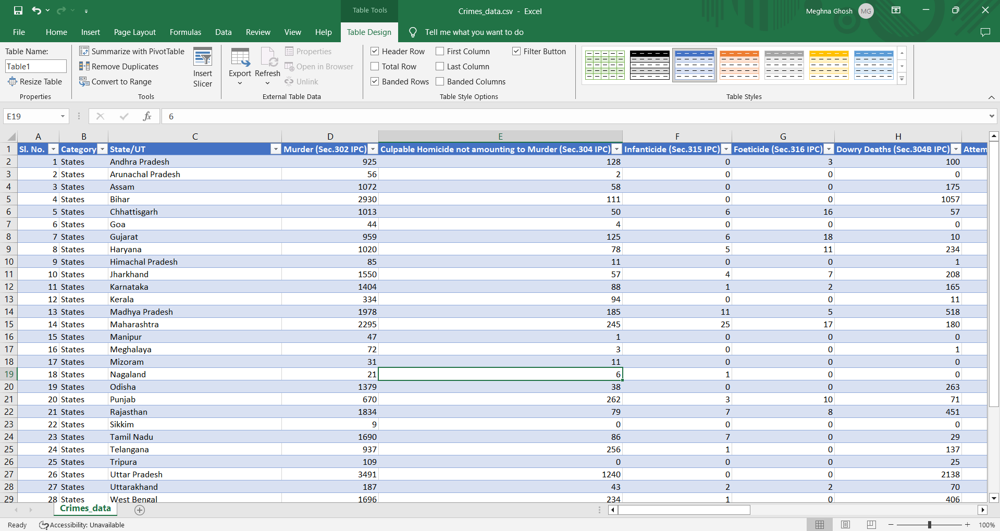 Table Tools
Crimes_data.csv - Excel
Meghna Ghosh MG
File Home Insert Page Layout Formulas Data Review View Help Table Design Tell me what you want to do
Table Name:
Table1
Resize Table
Properties
Summarize with PivotTable
Remove Duplicates
Convert to Range
Tools
Insert
Slicer
Export Refresh
Properties
Open in Browser
Unlink
External Table Data
Header Row First Column Filter Button
Total Row Last Column
Banded Rows Banded Columns
Table Style Options
Table Styles
E19 fx 6
A B C D E F G H
1 Sl. No. Category State/UT Murder (Sec.302 IPC) Culpable Homicide not amounting to Murder (Sec.304 IPC) Infanticide (Sec.315 IPC) Foeticide (Sec.316 IPC) Dowry Deaths (Sec.304B IPC) Attem
2 1 States Andhra Pradesh 925 128 0 3 100
3 2 States Arunachal Pradesh 56 2 0 0 0
4 3 States Assam 1072 58 0 0 175
5 4 States Bihar 2930 111 0 0 1057
6 5 States Chhattisgarh 1013 50 6 16 57
7 6 States Goa 44 4 0 0 0
8 7 States Gujarat 959 125 6 18 10
9 8 States Haryana 1020 78 5 11 234
10 9 States Himachal Pradesh 85 11 0 0 1
11 10 States Jharkhand 1550 57 4 7 208
12 11 States Karnataka 1404 88 1 2 165
13 12 States Kerala 334 94 0 0 11
14 13 States Madhya Pradesh 1978 185 11 5 518
15 14 States Maharashtra 2295 245 25 17 180
16 15 States Manipur 47 1 0 0 0
17 16 States Meghalaya 72 3 0 0 1
18 17 States Mizoram 31 11 0 0 0
19 18 States Nagaland 21 6 1 0 0
20 19 States Odisha 1379 38 0 0 263
21 20 States Punjab 670 262 3 10 71
22 21 States Rajasthan 1834 79 7 8 451
23 22 States Sikkim 9 0 0 0 0
24 23 States Tamil Nadu 1690 86 7 0 29
25 24 States Telangana 937 256 1 0 137
26 25 States Tripura 109 0 0 0 25
27 26 States Uttar Pradesh 3491 1240 0 0 2138
28 27 States Uttarakhand 187 43 2 2 70
29 28 States West Bengal 1696 234 1 0 406
Crimes_data
Ready Accessibility: Unavailable 100%